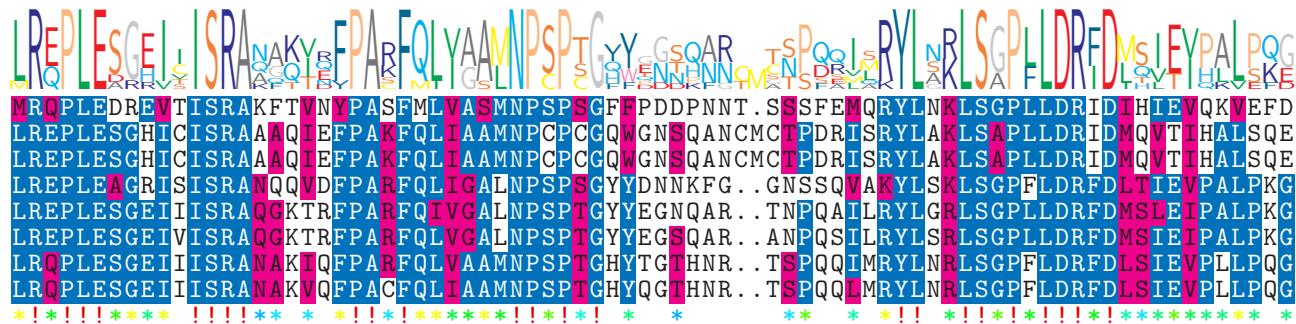 MRQPLEDREVTISRAKFTVNYPASFMLVASMNPSPSGFFPDDPNNT.SSSFEMQRYLNKLSGPLLDRIDIHIEVQKVEFD
LREPLESGHICISRAAAQIEFPAKFQLIAAMNPCPCGQWGNSQANCMCTPDRISRYLAKLSAPLLDRIDMQVTIHALSQE
LREPLESGHICISRAAAQIEFPAKFQLIAAMNPCPCGQWGNSQANCMCTPDRISRYLAKLSAPLLDRIDMQVTIHALSQE
LREPLEAGRISISRANQQVDFPARFQLIGALNPSPSGYYDNNKFG..GNSSQVAKYLSKLSGPFLDRFDLTIEVPALPKG
LREPLESGEIIISRAQGKTRFPARFQIVGALNPSPTGYYEGNQAR..TNPQAILRYLGRLSGPLLDRFDMSLEIPALPKG
LREPLESGEIVISRAQGKTRFPARFQLVGALNPSPTGYYEGSQAR..ANPQSILRYLSRLSGPLLDRFDMSIEIPALPKG
LRQPLESGEIIISRANAKIQFPARFQLVAAMNPSPTGHYTGTHNR..TSPQQIMRYLNRLSGPFLDRFDLSIEVPLLPQG
LRQPLESGEIIISRANAKVQFPACFQLIAAMNPSPTGHYQGTHNR..TSPQQLMRYLNRLSGPFLDRFDLSIEVPLLPQG